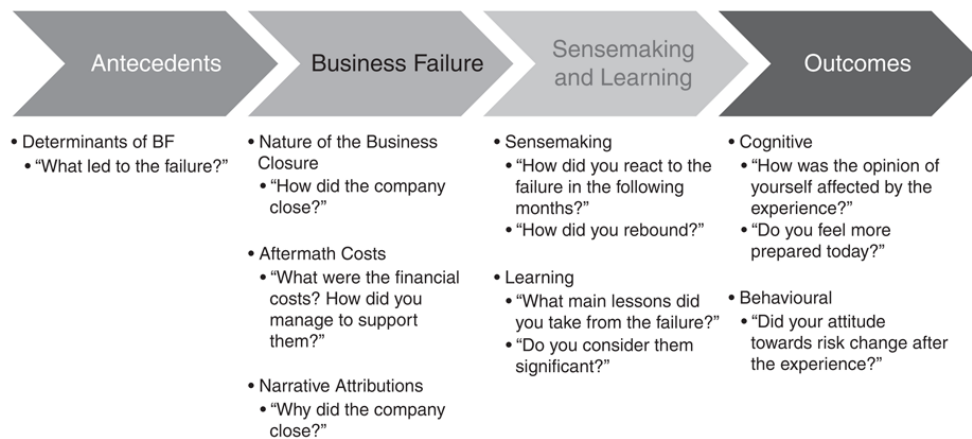 Antecedents
Business Failure
Sensemaking
and Learning
Outcomes
• Determinants of BF
• “What led to the failure?”
• Nature of the Business
Closure
• “How did the company
close?”
• Aftermath Costs
• “What were the financial
costs? How did you
manage to support
them?”
• Narrative Attributions
• “Why did the company
close?”
• Sensemaking
• “How did you react to the
failure in the following
months?”
• “How did you rebound?”
• Learning
• “What main lessons did
you take from the failure?”
• “Do you consider them
significant?”
• Cognitive
• “How was the opinion of
yourself affected by the
experience?”
• “Do you feel more
prepared today?”
• Behavioural
• “Did your attitude
towards risk change after
the experience?”